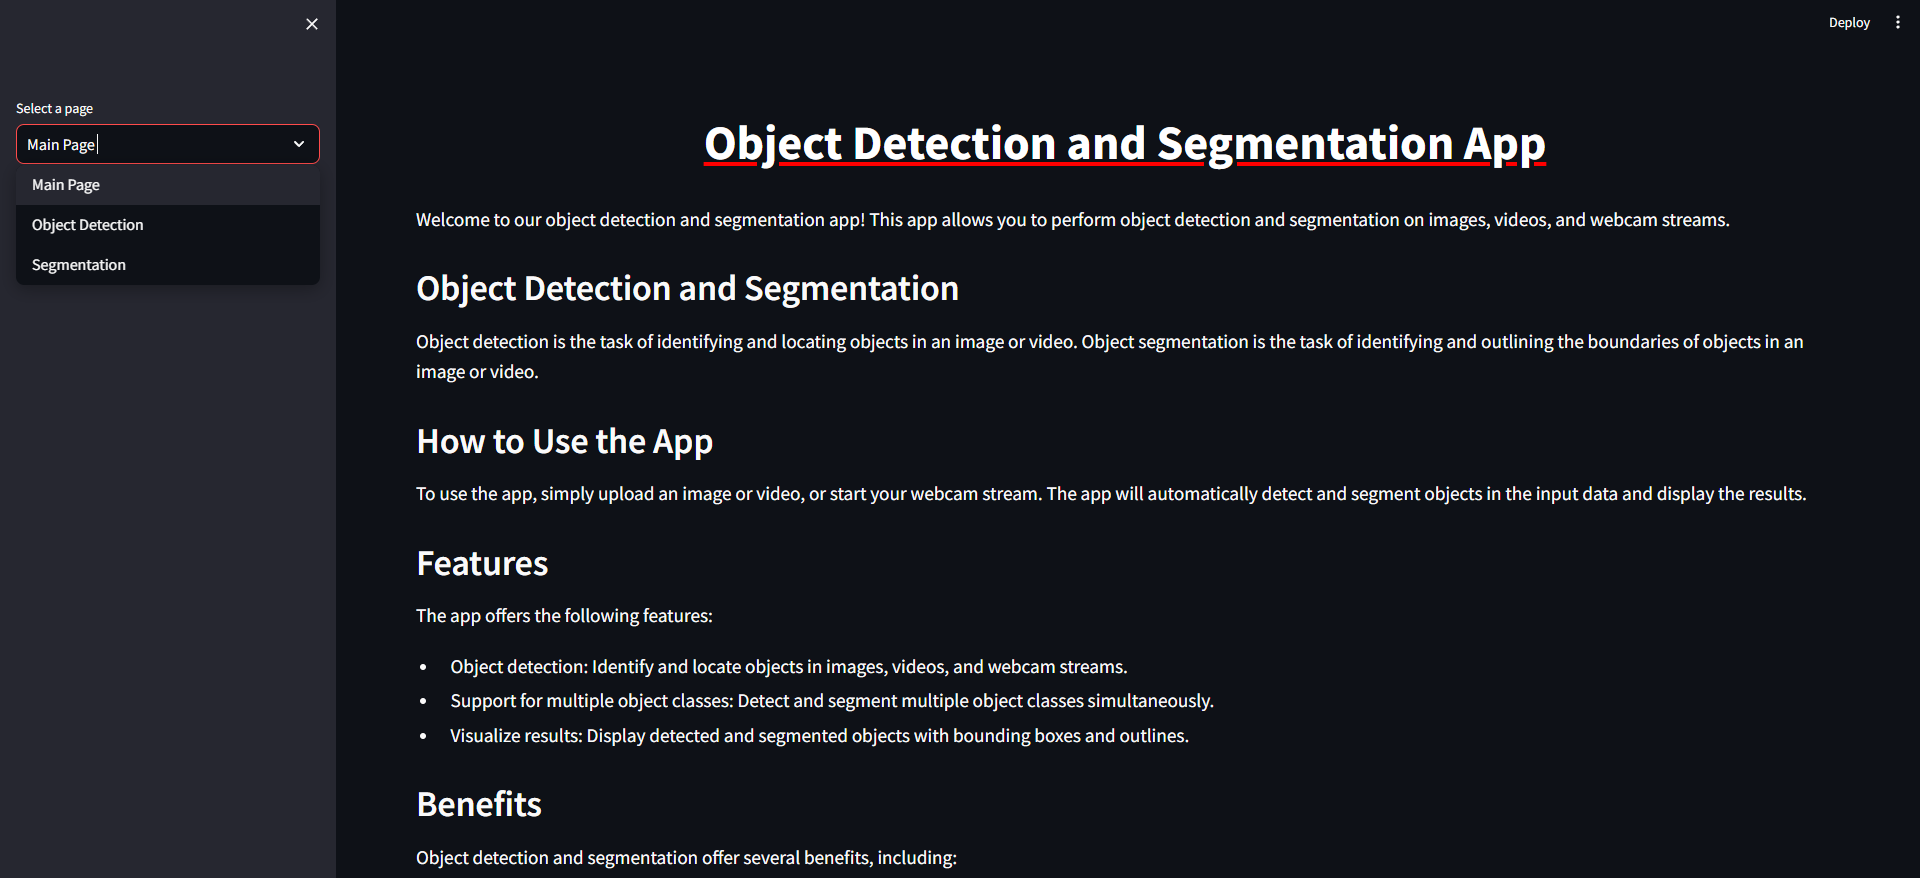 Select a page
Main Page
Main Page
Object Detection
Segmentation
Deploy
Object Detection and Segmentation App
Welcome to our object detection and segmentation app! This app allows you to perform object detection and segmentation on images, videos, and webcam streams.
Object Detection and Segmentation
Object detection is the task of identifying and locating objects in an image or video. Object segmentation is the task of identifying and outlining the boundaries of objects in an
image or video.
How to Use the App
To use the app, simply upload an image or video, or start your webcam stream. The app will automatically detect and segment objects in the input data and display the results.
Features
The app offers the following features:
• Object detection: Identify and locate objects in images, videos, and webcam streams.
• Support for multiple object classes: Detect and segment multiple object classes simultaneously.
• Visualize results: Display detected and segmented objects with bounding boxes and outlines.
Benefits
Object detection and segmentation offer several benefits, including: